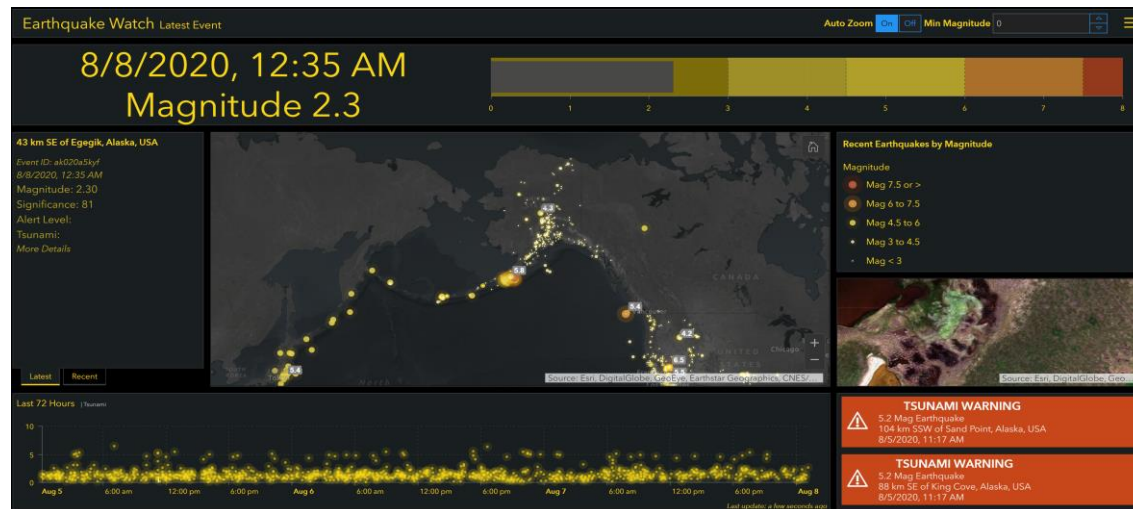 Earthquake Watch Latest Event
Auto Zoom On Off Min Magnitude 0
8/8/2020, 12:35 AM
Magnitude 2.3
0 1 2 3 4 5 6 7 8
43 km SE of Egegik, Alaska, USA
Event ID: ak020a5kyf
8/8/2020, 12:35 AM
Magnitude: 2.30
Significance: 81
Alert Level:
Tsunami:
More Details
Latest Recent
4.3
5.8
CANADA
5.4
4.2
6.5
UNITED
STATES
Chicago
5.4
North
+
−
Source: Esri, DigitalGlobe, GeoEye, Earthstar Geographics, CNES/...
Recent Earthquakes by Magnitude
Magnitude
Mag 7.5 or >
Mag 6 to 7.5
Mag 4.5 to 6
Mag 3 to 4.5
Mag < 3
Source: Esri, DigitalGlobe, Geo...
Last 72 Hours | Tsunami
10
5
0
Aug 5 6:00 am 12:00 pm 6:00 pm Aug 6 6:00 am 12:00 pm 6:00 pm Aug 7 6:00 am 12:00 pm 6:00 pm Aug 8
Last update: a few seconds ago
TSUNAMI WARNING
5.2 Mag Earthquake
104 km SSW of Sand Point, Alaska, USA
8/5/2020, 11:17 AM
TSUNAMI WARNING
5.2 Mag Earthquake
88 km SE of King Cove, Alaska, USA
8/5/2020, 11:17 AM